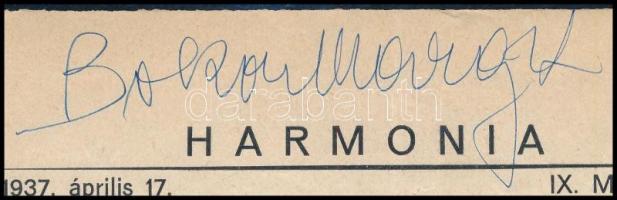 Bokor Margit
darabanth
HARMONIA
1937. április 17. IX. M